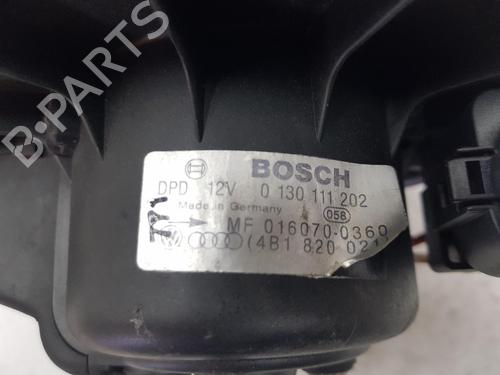 B-PARTS
BOSCH
DPD 12V 0 130 111 202
Made in Germany 058
MF 016070-0360
(4B1 820 021